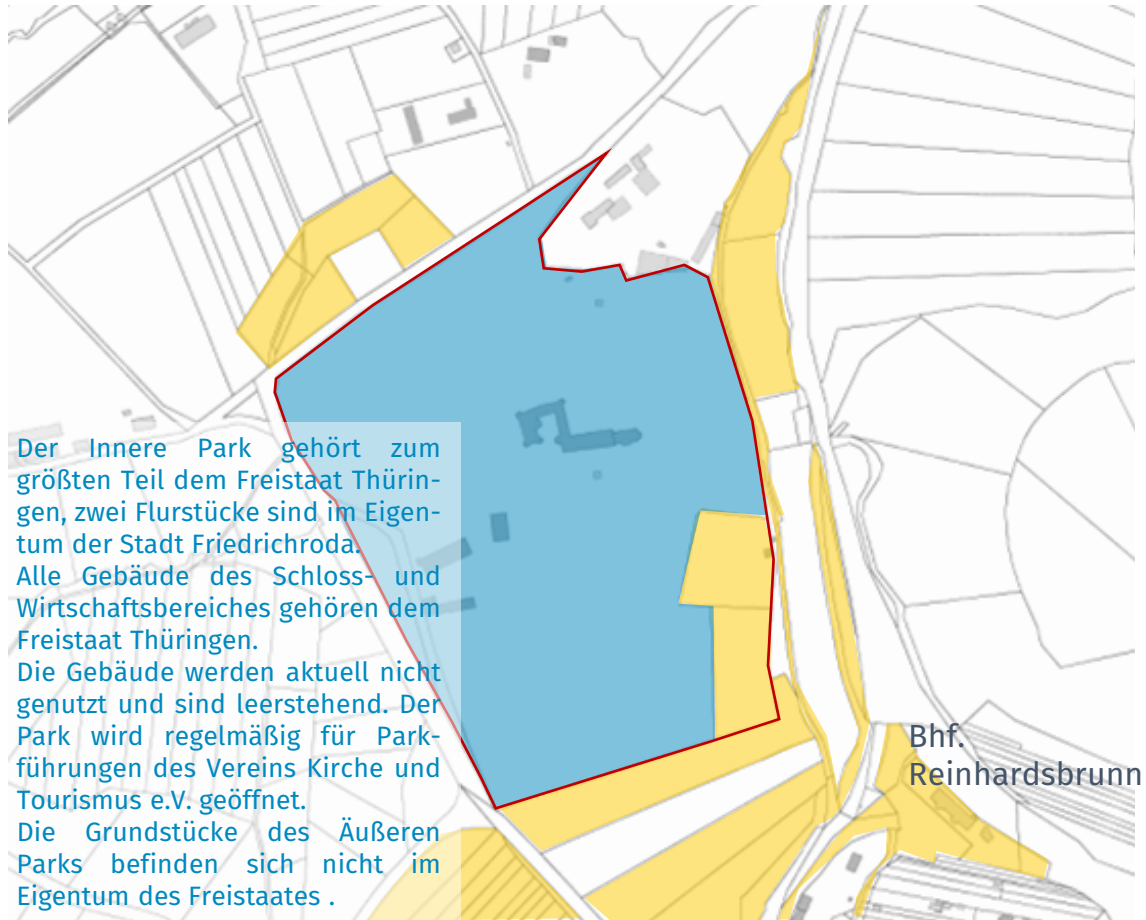 Der Innere Park gehört zum
größten Teil dem Freistaat Thürin-
gen, zwei Flurstücke sind im Eigen-
tum der Stadt Friedrichroda.
Alle Gebäude des Schloss- und
Wirtschaftsbereiches gehören dem
Freistaat Thüringen.
Die Gebäude werden aktuell nicht
genutzt und sind leerstehend. Der
Park wird regelmäßig für Park-
führungen des Vereins Kirche und
Tourismus e.V. geöffnet.
Die Grundstücke des Äußeren
Parks befinden sich nicht im
Eigentum des Freistaates .
Bhf.
Reinhardsbrunn